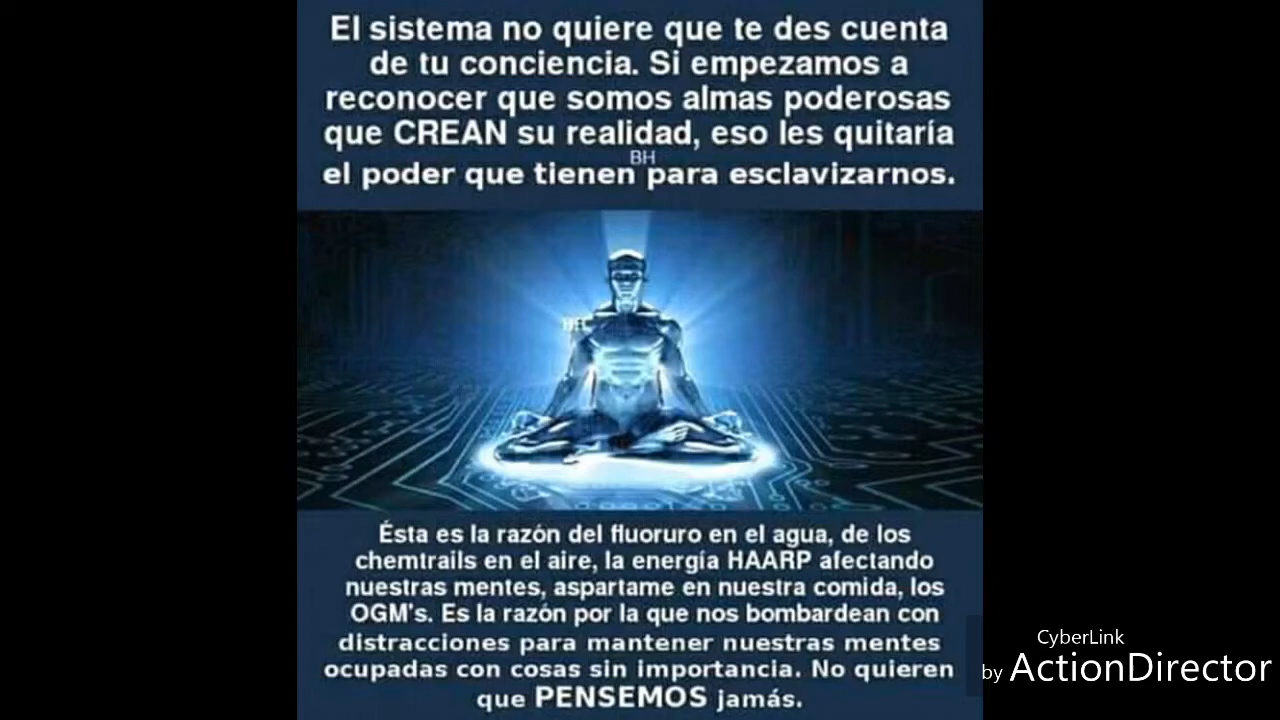 El sistema no quiere que te des cuenta
de tu conciencia. Si empezamos a
reconocer que somos almas poderosas
que CREAN su realidad, eso les quitaría
BH
el poder que tienen para esclavizarnos.
Ésta es la razón del fluoruro en el agua, de los
chemtrails en el aire, la energía HAARP afectando
nuestras mentes, aspartame en nuestra comida, los
OGM's. Es la razón por la que nos bombardean con
distracciones para mantener nuestras mentes
ocupadas con cosas sin importancia. No quieren
que PENSEMOS jamás.
CyberLink
by ActionDirector